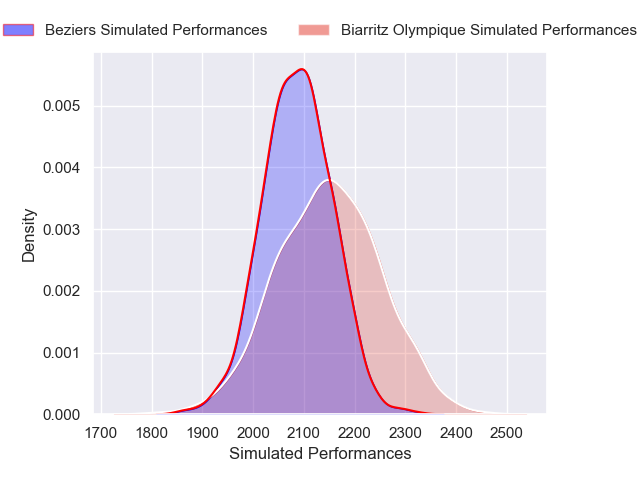 Beziers Simulated Performances
Biarritz Olympique Simulated Performances
0.005
0.004
0.003
0.002
0.001
0.000
Density
1700 1800 1900 2000 2100 2200 2300 2400 2500
Simulated Performances